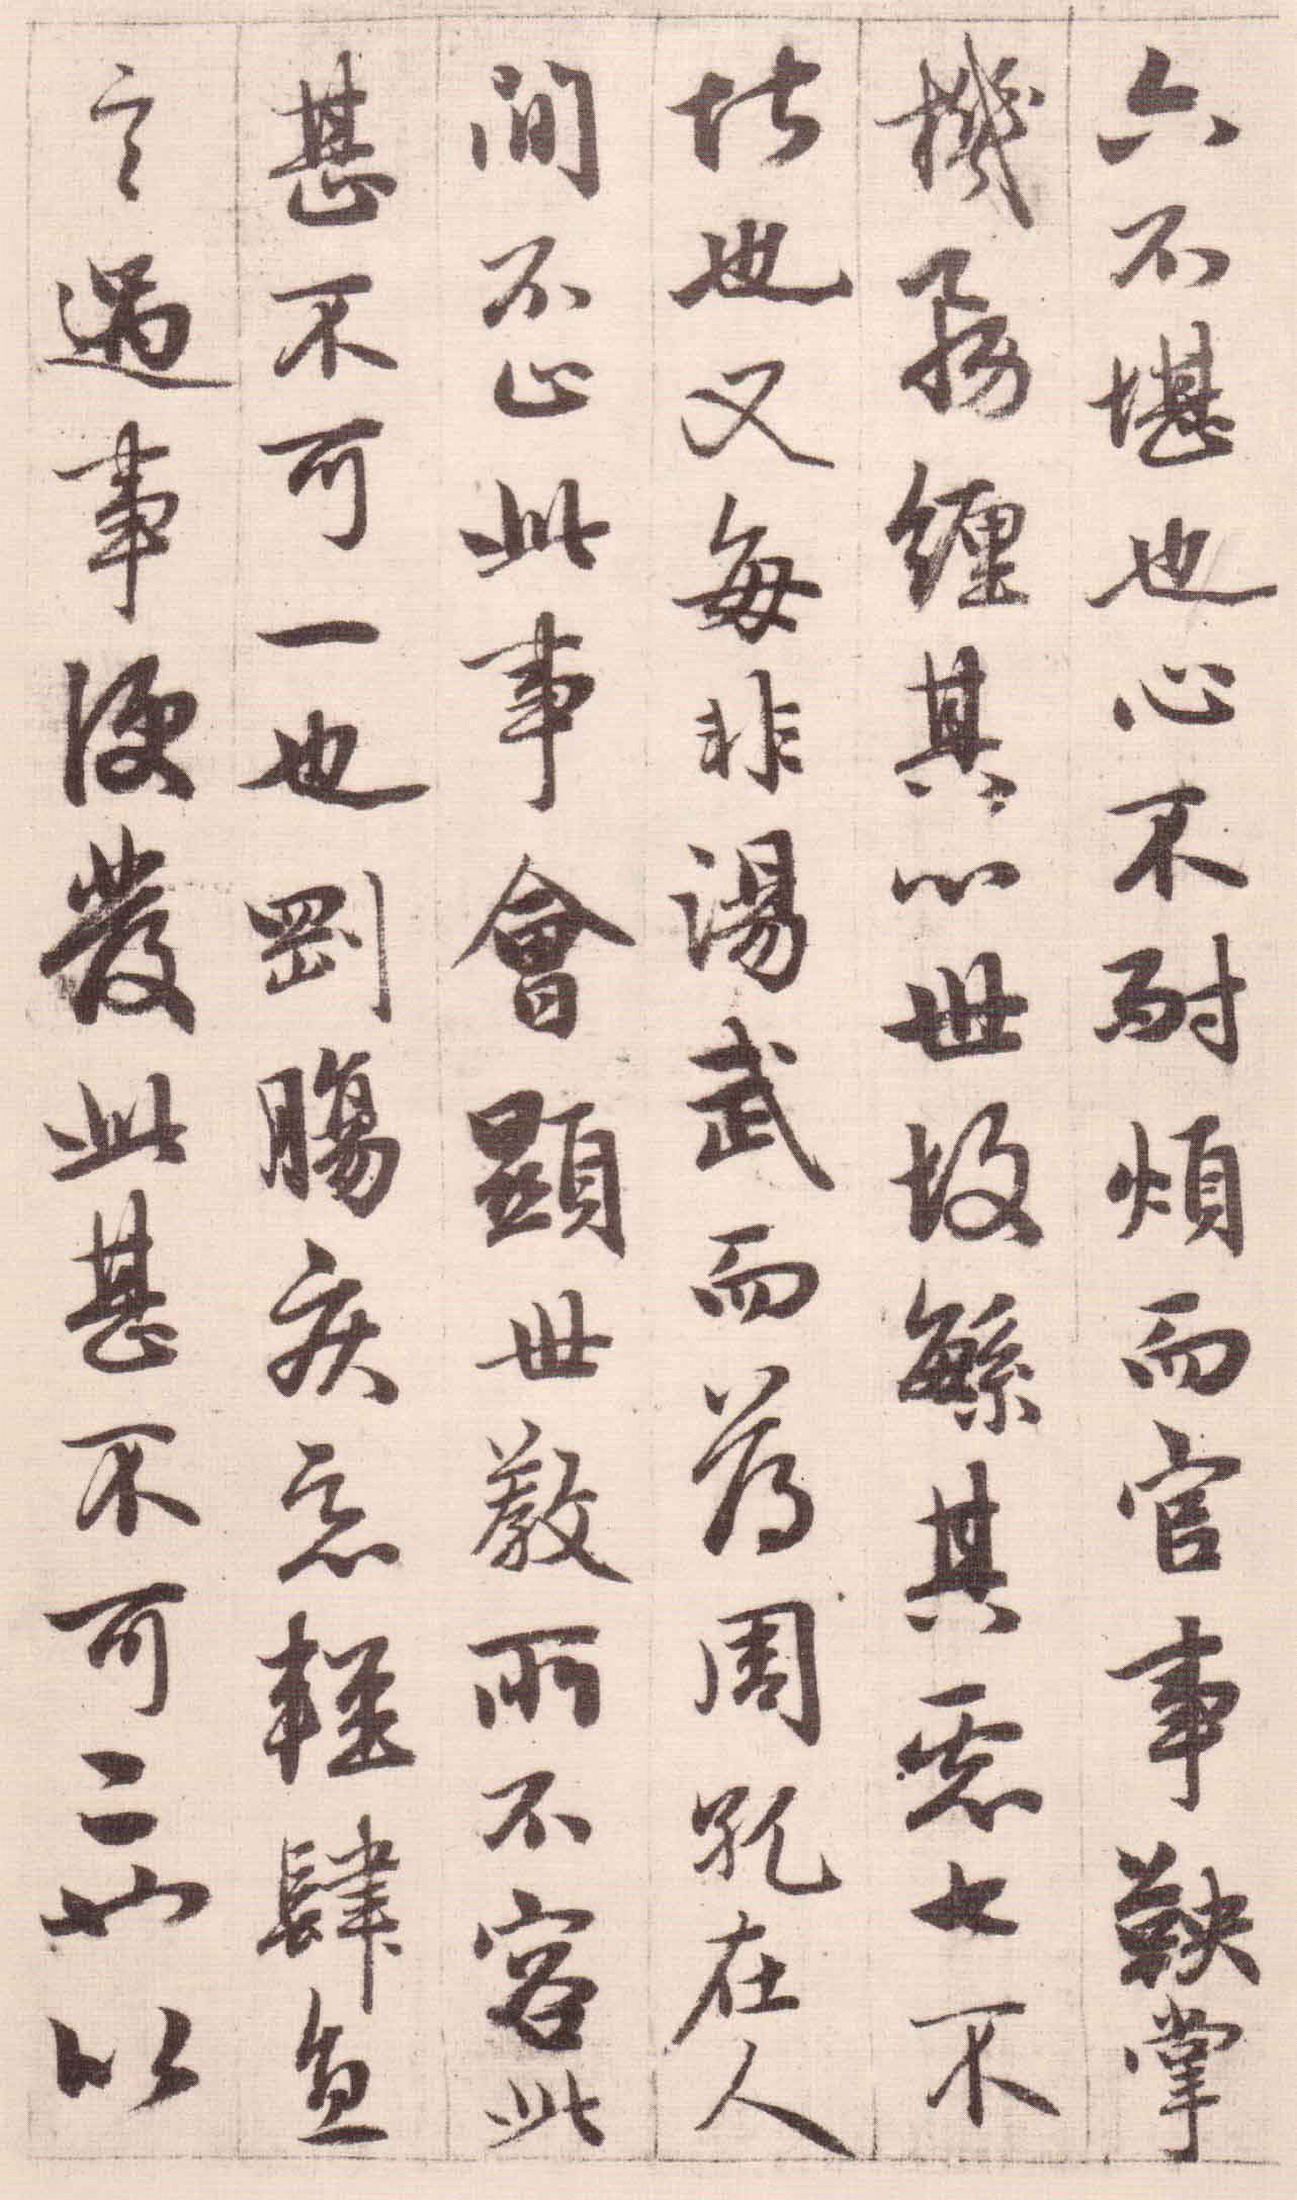 六不堪也心不耐煩而官事鞅掌
機務纏其心世故緐其慮七不
堪也又每非湯武而薄周孔在人
間不止此事會顯世教所不容此
甚不可一也剛腸疾惡輕肆直
言遇事便發此甚不可二也以